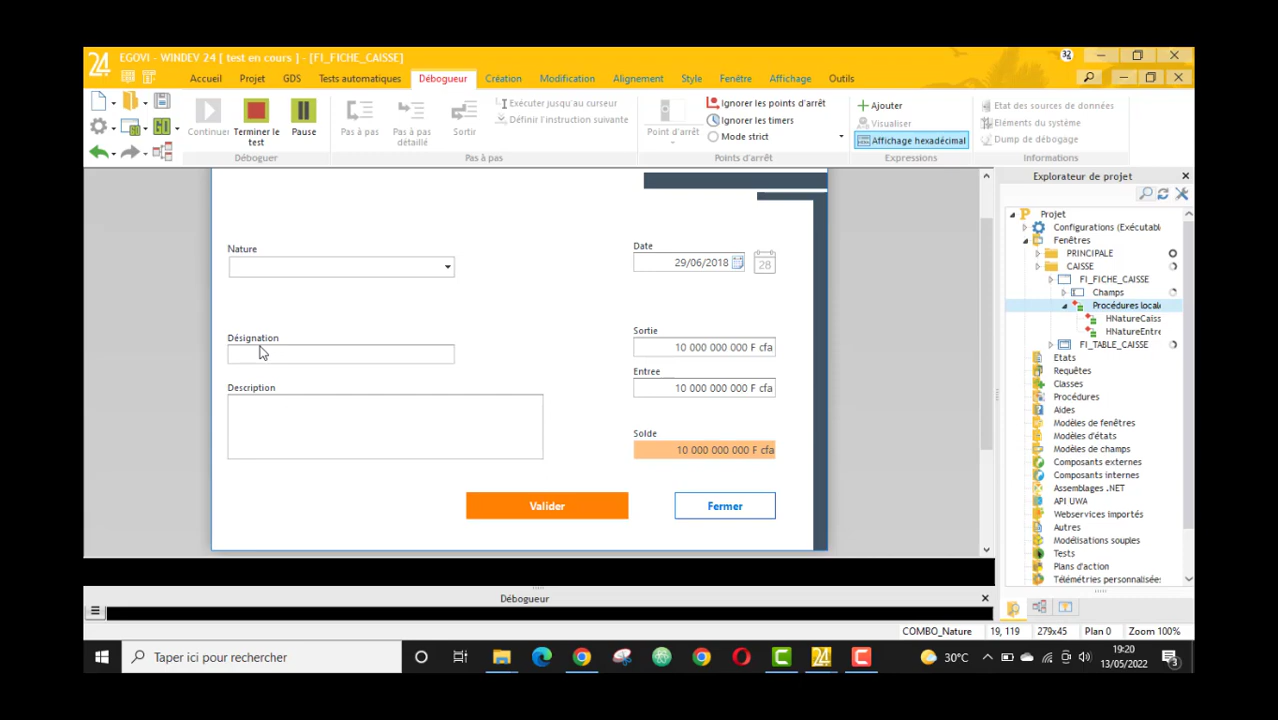 24
EGOVI - WINDEV 24 [ test en cours ] - [FI_FICHE_CAISSE]
32
Accueil Projet GDS Tests automatiques Débogueur Création Modification Alignement Style Fenêtre Affichage Outils
Continuer
Terminer le test
Pause
Pas à pas
Pas à pas détaillé
Sortir
Exécuter jusqu'au curseur
Définir l'instruction suivante
Point d'arrêt
Ignorer les points d'arrêt
Ignorer les timers
Mode strict
Ajouter
Visualiser
Affichage hexadécimal
Etat des sources de données
Eléments du système
Dump de débogage
Déboguer Pas à pas Points d'arrêt Expressions Informations
Nature
Date
29/06/2018
28
Désignation
Sortie
10 000 000 000 F cfa
Entree
10 000 000 000 F cfa
Description
Solde
10 000 000 000 F cfa
Valider
Fermer
Explorateur de projet
Projet
Configurations (Exécutabl
Fenêtres
PRINCIPALE
CAISSE
FI_FICHE_CAISSE
Champs
Procédures local
HNatureCaiss
HNatureEntre
FI_TABLE_CAISSE
Etats
Requêtes
Classes
Procédures
Aides
Modèles de fenêtres
Modèles d'états
Modèles de champs
Composants externes
Composants internes
Assemblages .NET
API UWA
Webservices importés
Autres
Modélisations souples
Tests
Plans d'action
Télémétries personnalisée
Débogueur
COMBO_Nature 19, 119 279x45 Plan 0 Zoom 100%
Taper ici pour rechercher
24
30°C
19:20
13/05/2022
3